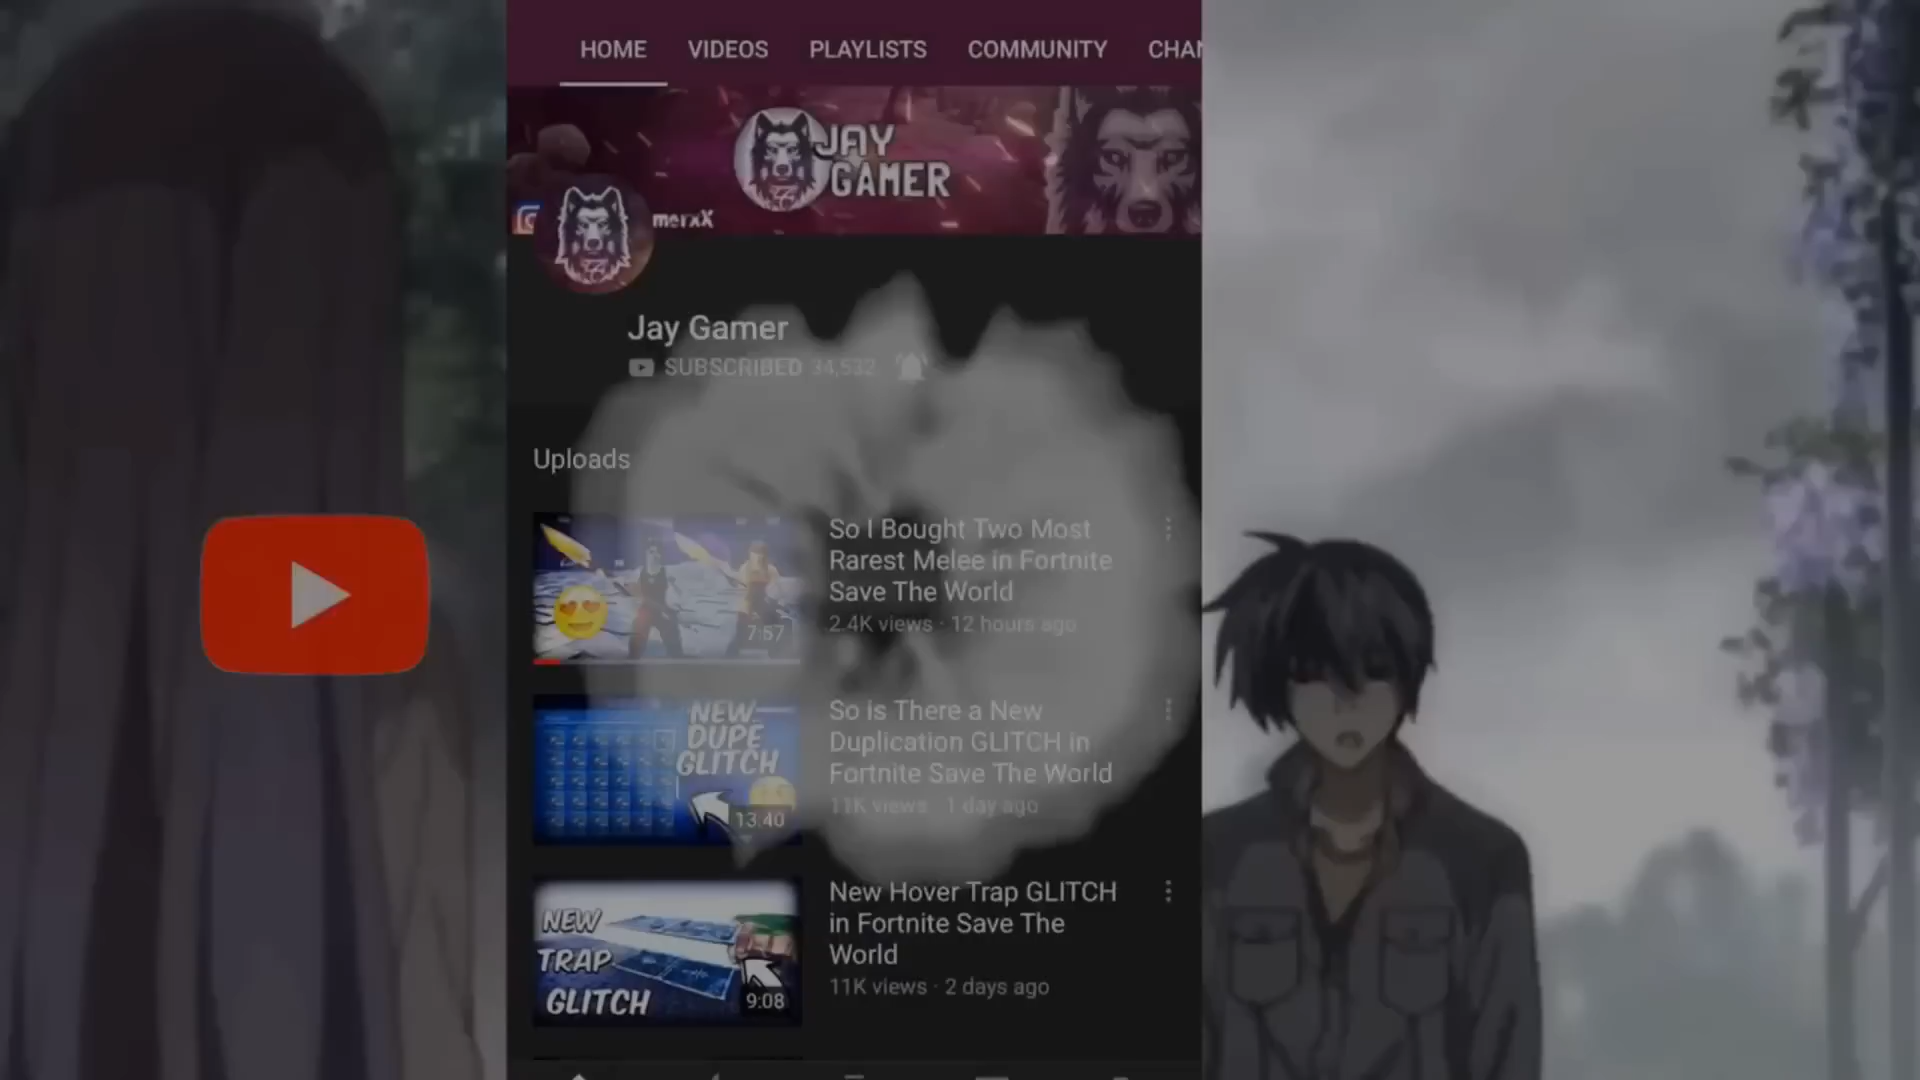 HOME VIDEOS PLAYLISTS COMMUNITY CHAN
JAY
GAMER
merxX
Jay Gamer
SUBSCRIBED 34,532
Uploads
So I Bought Two Most
Rarest Melee in Fortnite
Save The World
2.4K views · 12 hours ago
7:57
NEW
DUPE
GLITCH
13:40
So is There a New
Duplication GLITCH in
Fortnite Save The World
11K views · 1 day ago
NEW
TRAP
GLITCH
9:08
New Hover Trap GLITCH
in Fortnite Save The
World
11K views · 2 days ago